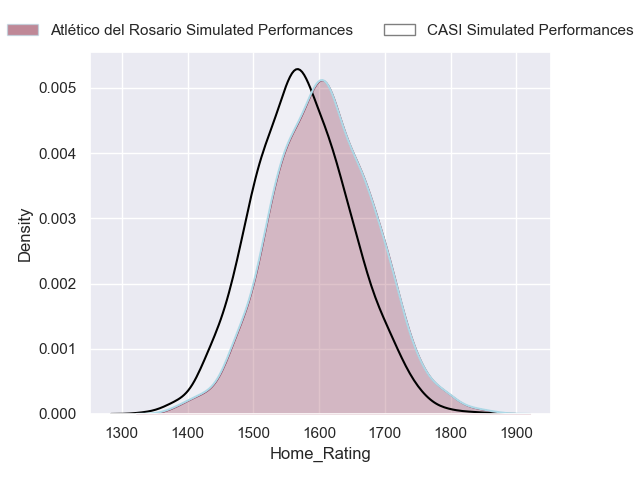 Atlético del Rosario Simulated Performances
CASI Simulated Performances
0.005
0.004
0.003
0.002
0.001
0.000
Density
1300 1400 1500 1600 1700 1800 1900
Home_Rating